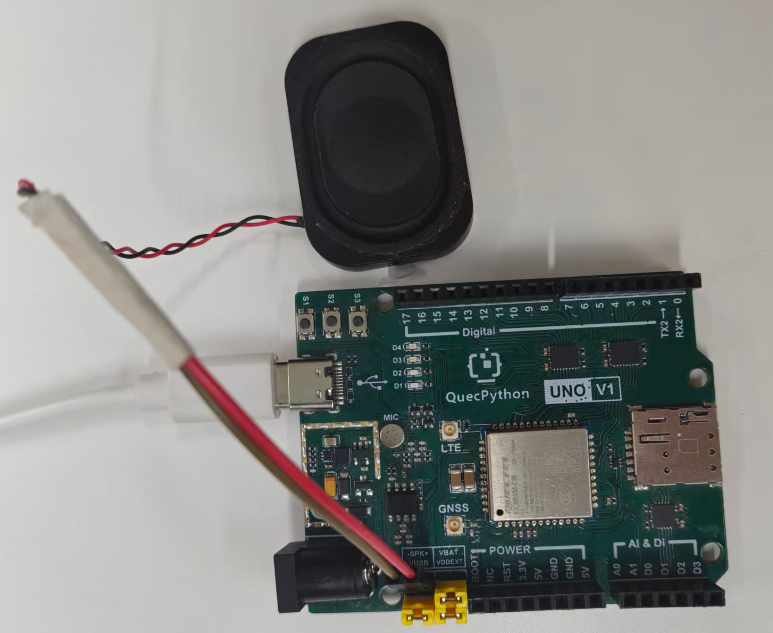 S1
S2
S3
17
16
15
14
13
12
11
10
9
8
7
6
5
4
3
2
TX2→1
RX2←0
Digital
D4
D3
D2
D1
QuecPython
UNO V1
MIC
LTE
GNSS
-SPK+
VUSB
VBAT
VDDEXT
POWER
BOOT
NC
RST
3.3V
5V
GND
GND
5V
AI & Di
A0
A1
D0
D1
D2
D3